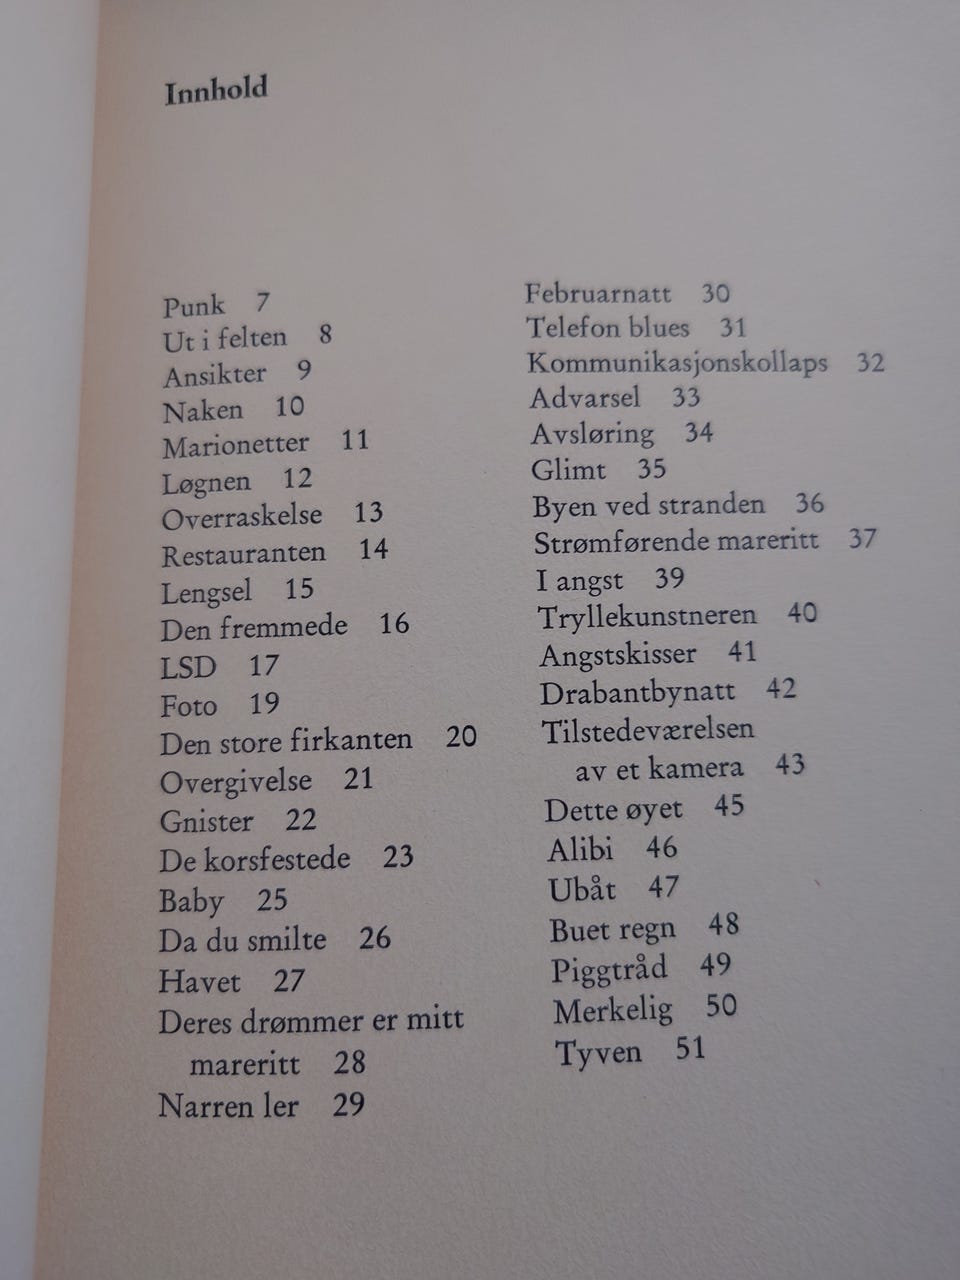 Innhold
Punk 7
Ut i felten 8
Ansikter 9
Naken 10
Marionetter 11
Løgnen 12
Overraskelse 13
Restauranten 14
Lengsel 15
Den fremmede 16
LSD 17
Foto 19
Den store firkanten 20
Overgivelse 21
Gnister 22
De korsfestede 23
Baby 25
Da du smilte 26
Havet 27
Deres drømmer er mitt
mareritt 28
Narren ler 29
Februarnatt 30
Telefon blues 31
Kommunikasjonskollaps 32
Advarsel 33
Avsløring 34
Glimt 35
Byen ved stranden 36
Strømførende mareritt 37
I angst 39
Tryllekunstneren 40
Angstskisser 41
Drabantbynatt 42
Tilstedeværelsen
av et kamera 43
Dette øyet 45
Alibi 46
Ubåt 47
Buet regn 48
Piggtråd 49
Merkelig 50
Tyven 51